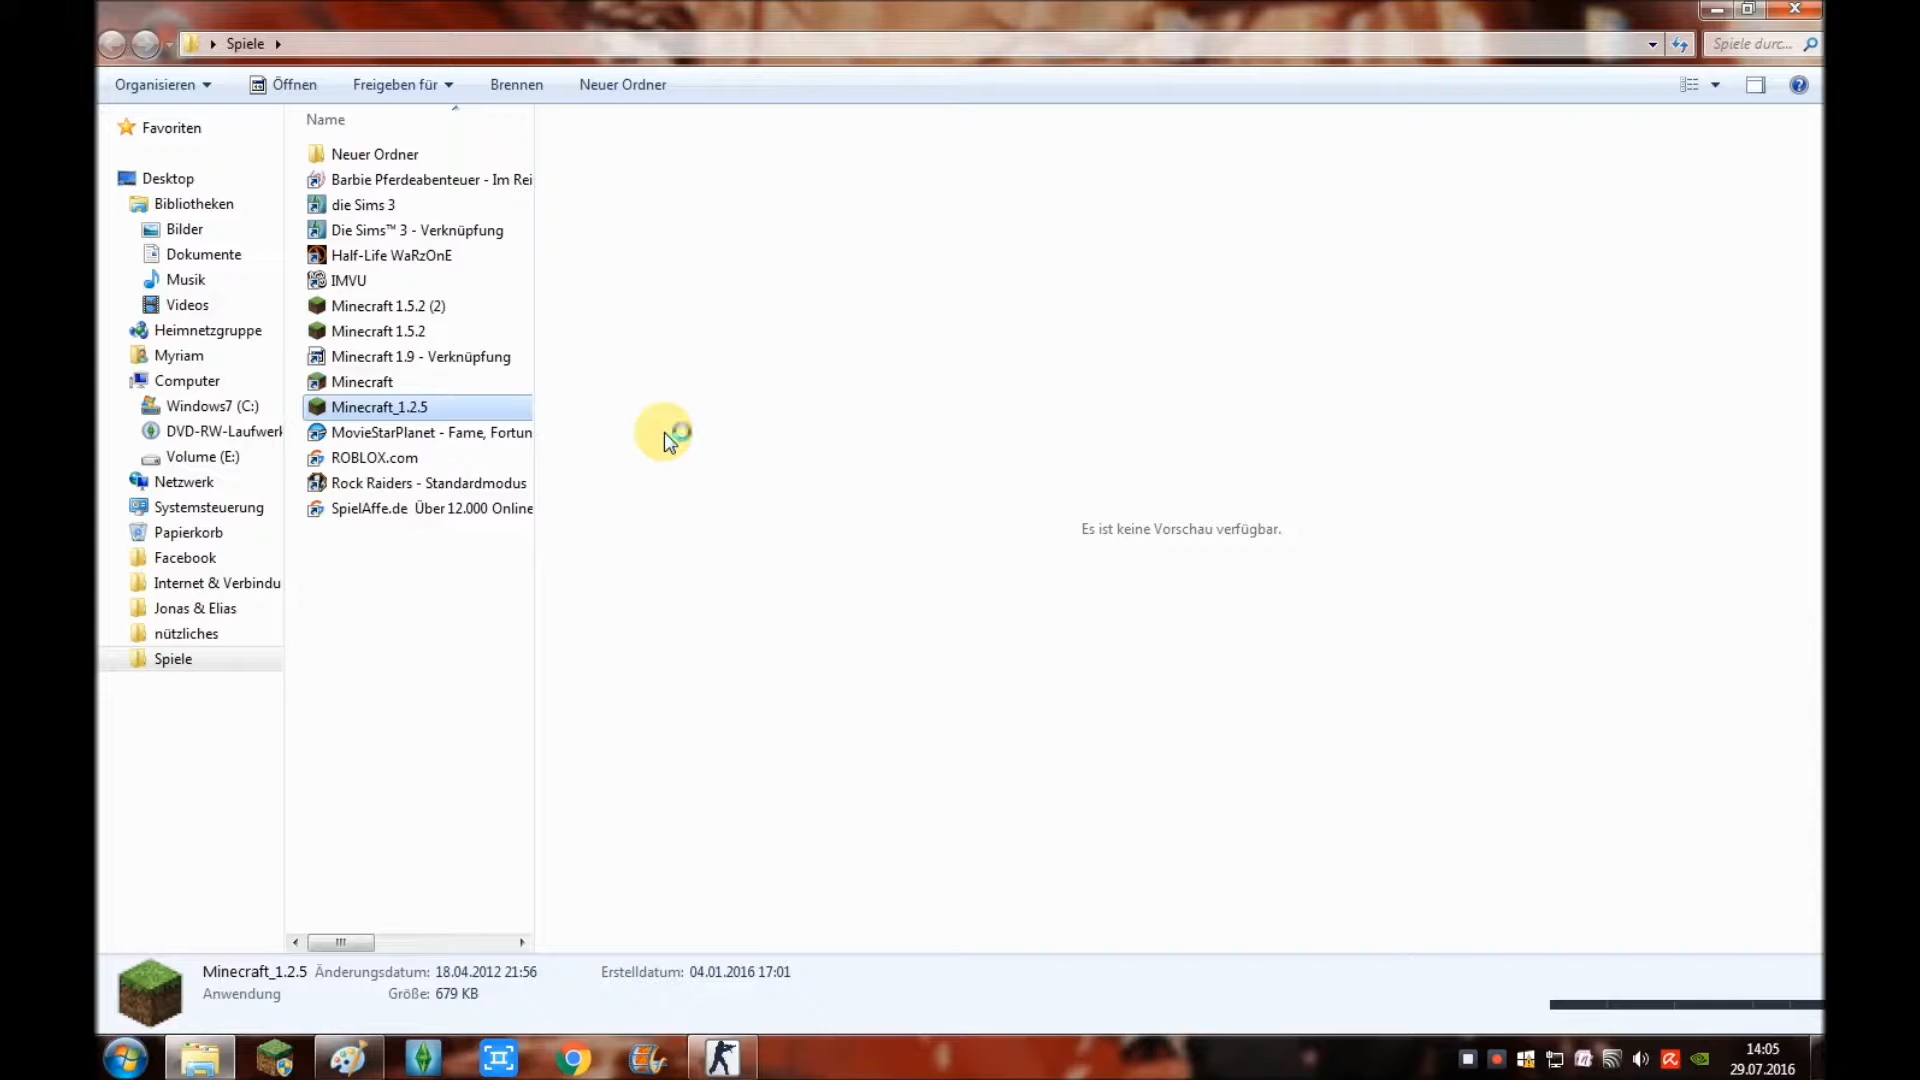 Spiele
Spiele durc...
Organisieren
Öffnen
Freigeben für
Brennen
Neuer Ordner
Favoriten
Desktop
Bibliotheken
Bilder
Dokumente
Musik
Videos
Heimnetzgruppe
Myriam
Computer
Windows7 (C:)
DVD-RW-Laufwerk
Volume (E:)
Netzwerk
Systemsteuerung
Papierkorb
Facebook
Internet & Verbindu
Jonas & Elias
nützliches
Spiele
Name
Neuer Ordner
Barbie Pferdeabenteuer - Im Rei
die Sims 3
Die Sims™ 3 - Verknüpfung
Half-Life WaRzOnE
IMVU
Minecraft 1.5.2 (2)
Minecraft 1.5.2
Minecraft 1.9 - Verknüpfung
Minecraft
Minecraft_1.2.5
MovieStarPlanet - Fame, Fortun
ROBLOX.com
Rock Raiders - Standardmodus
SpielAffe.de Über 12.000 Online
Es ist keine Vorschau verfügbar.
Minecraft_1.2.5 Änderungsdatum: 18.04.2012 21:56 Erstelldatum: 04.01.2016 17:01
Anwendung Größe: 679 KB
14:05
29.07.2016